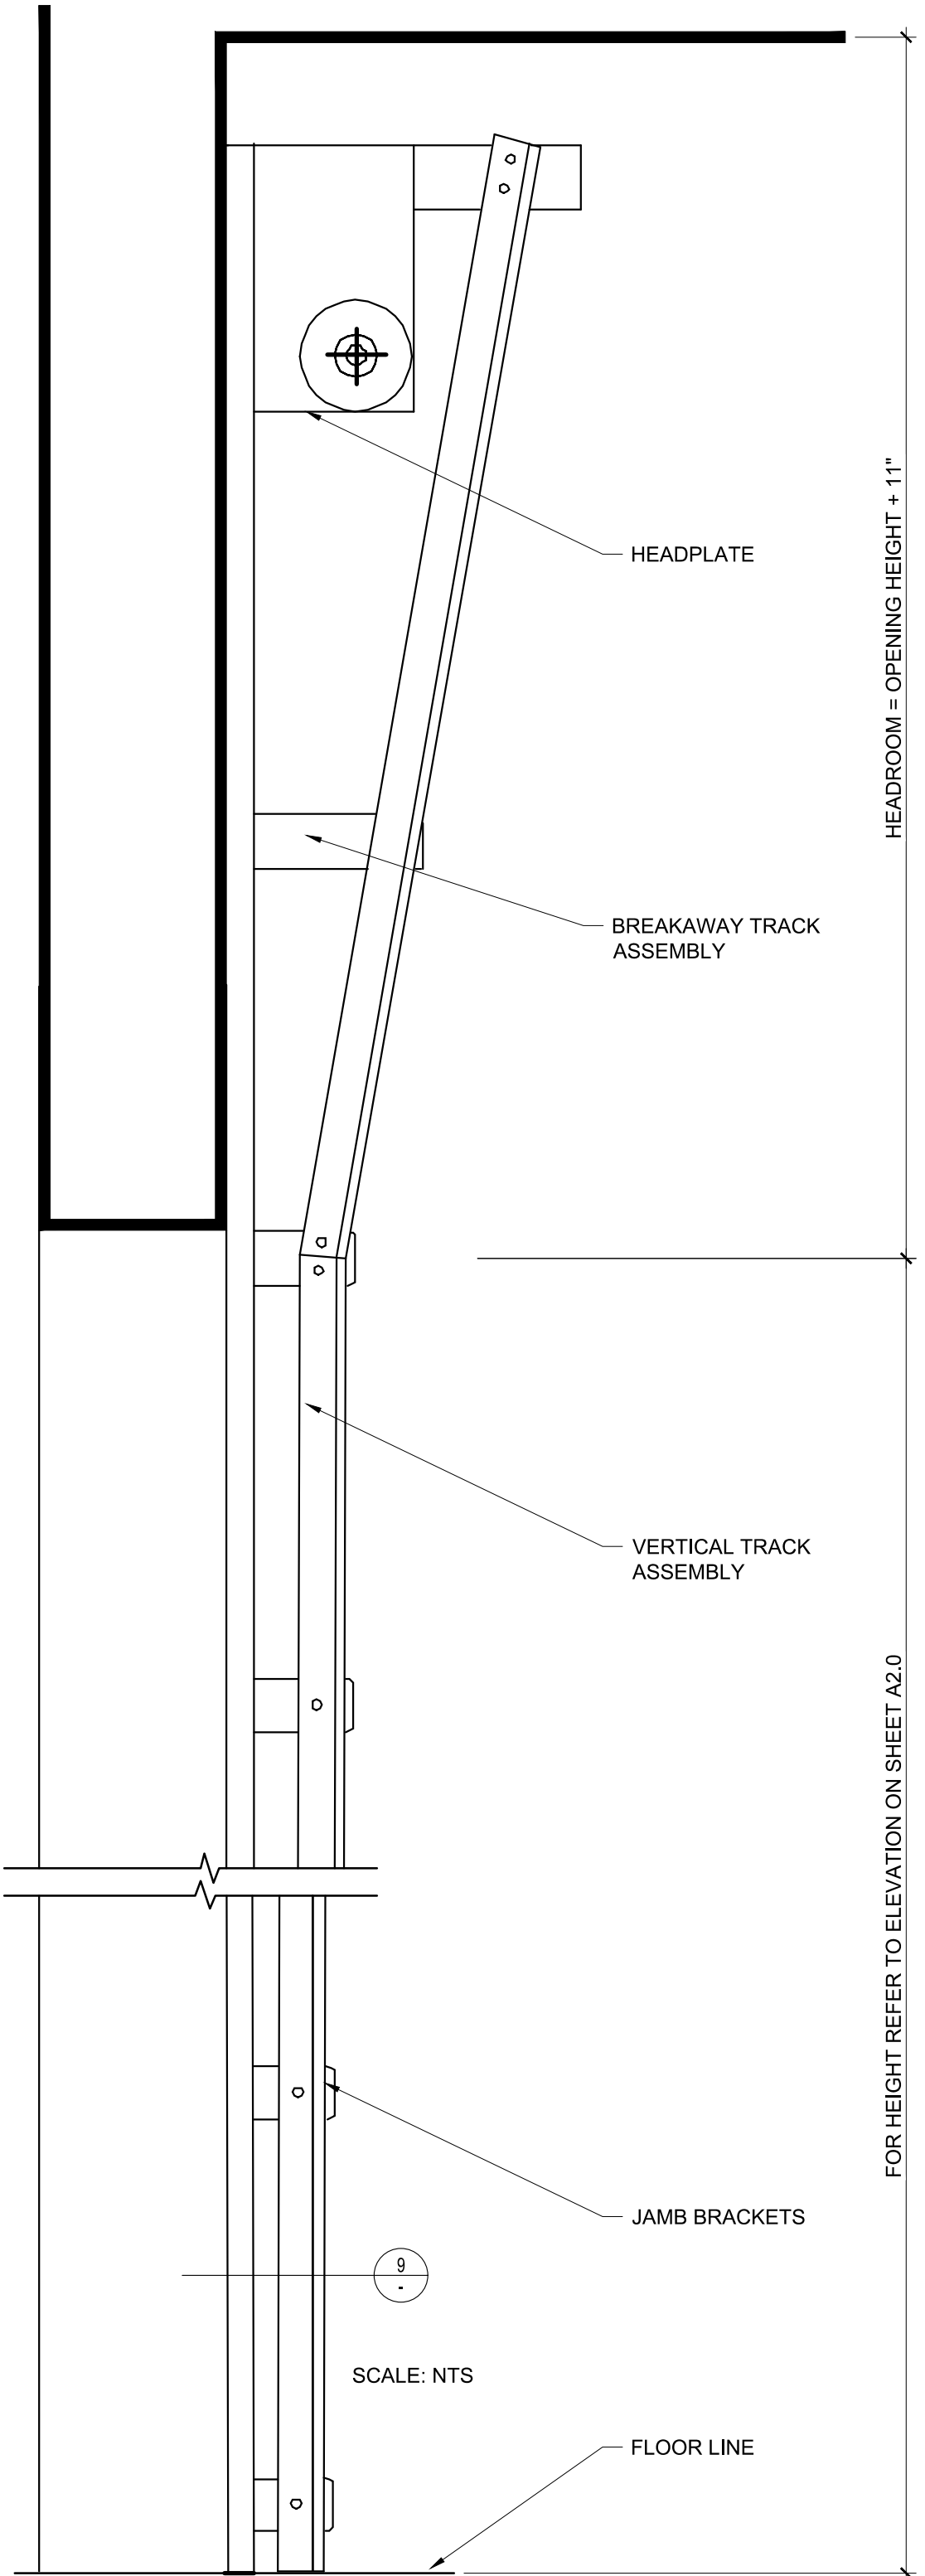 HEADROOM = OPENING HEIGHT + 11"
HEADPLATE
BREAKAWAY TRACK
ASSEMBLY
VERTICAL TRACK
ASSEMBLY
FOR HEIGHT REFER TO ELEVATION ON SHEET A2.0
JAMB BRACKETS
9
-
SCALE: NTS
FLOOR LINE